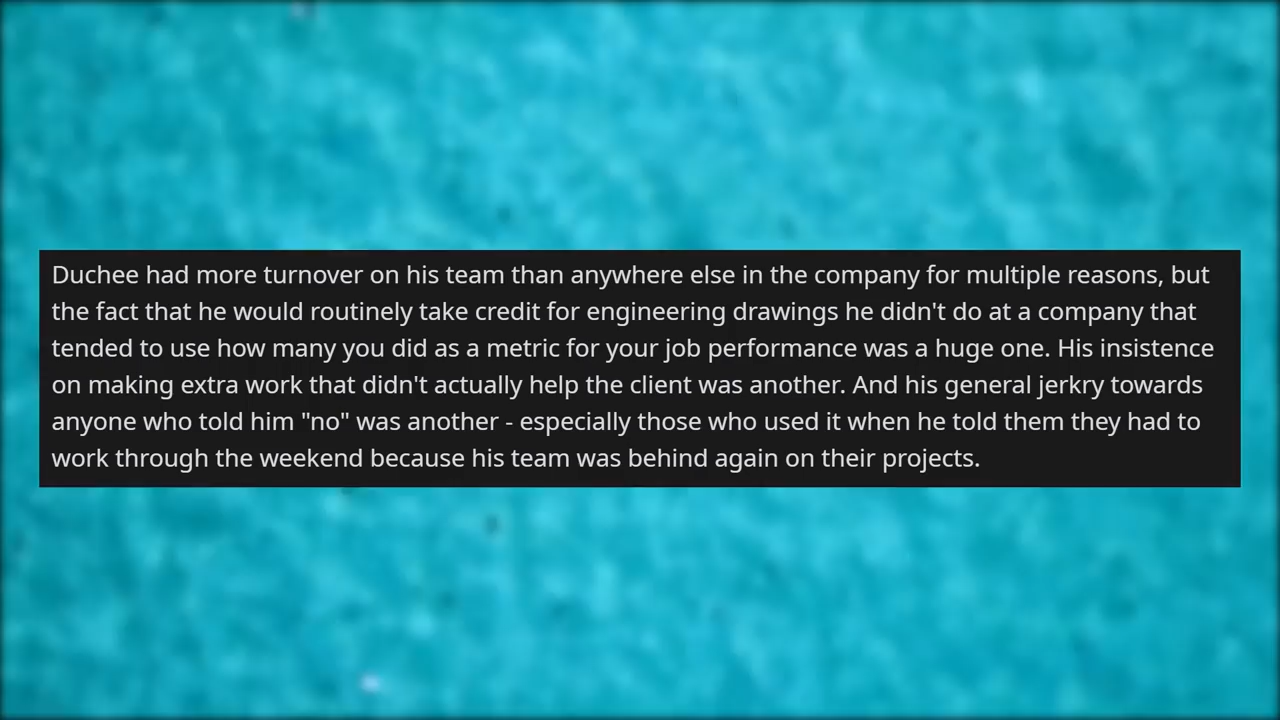 Duchee had more turnover on his team than anywhere else in the company for multiple reasons, but
the fact that he would routinely take credit for engineering drawings he didn't do at a company that
tended to use how many you did as a metric for your job performance was a huge one. His insistence
on making extra work that didn't actually help the client was another. And his general jerkry towards
anyone who told him "no" was another - especially those who used it when he told them they had to
work through the weekend because his team was behind again on their projects.